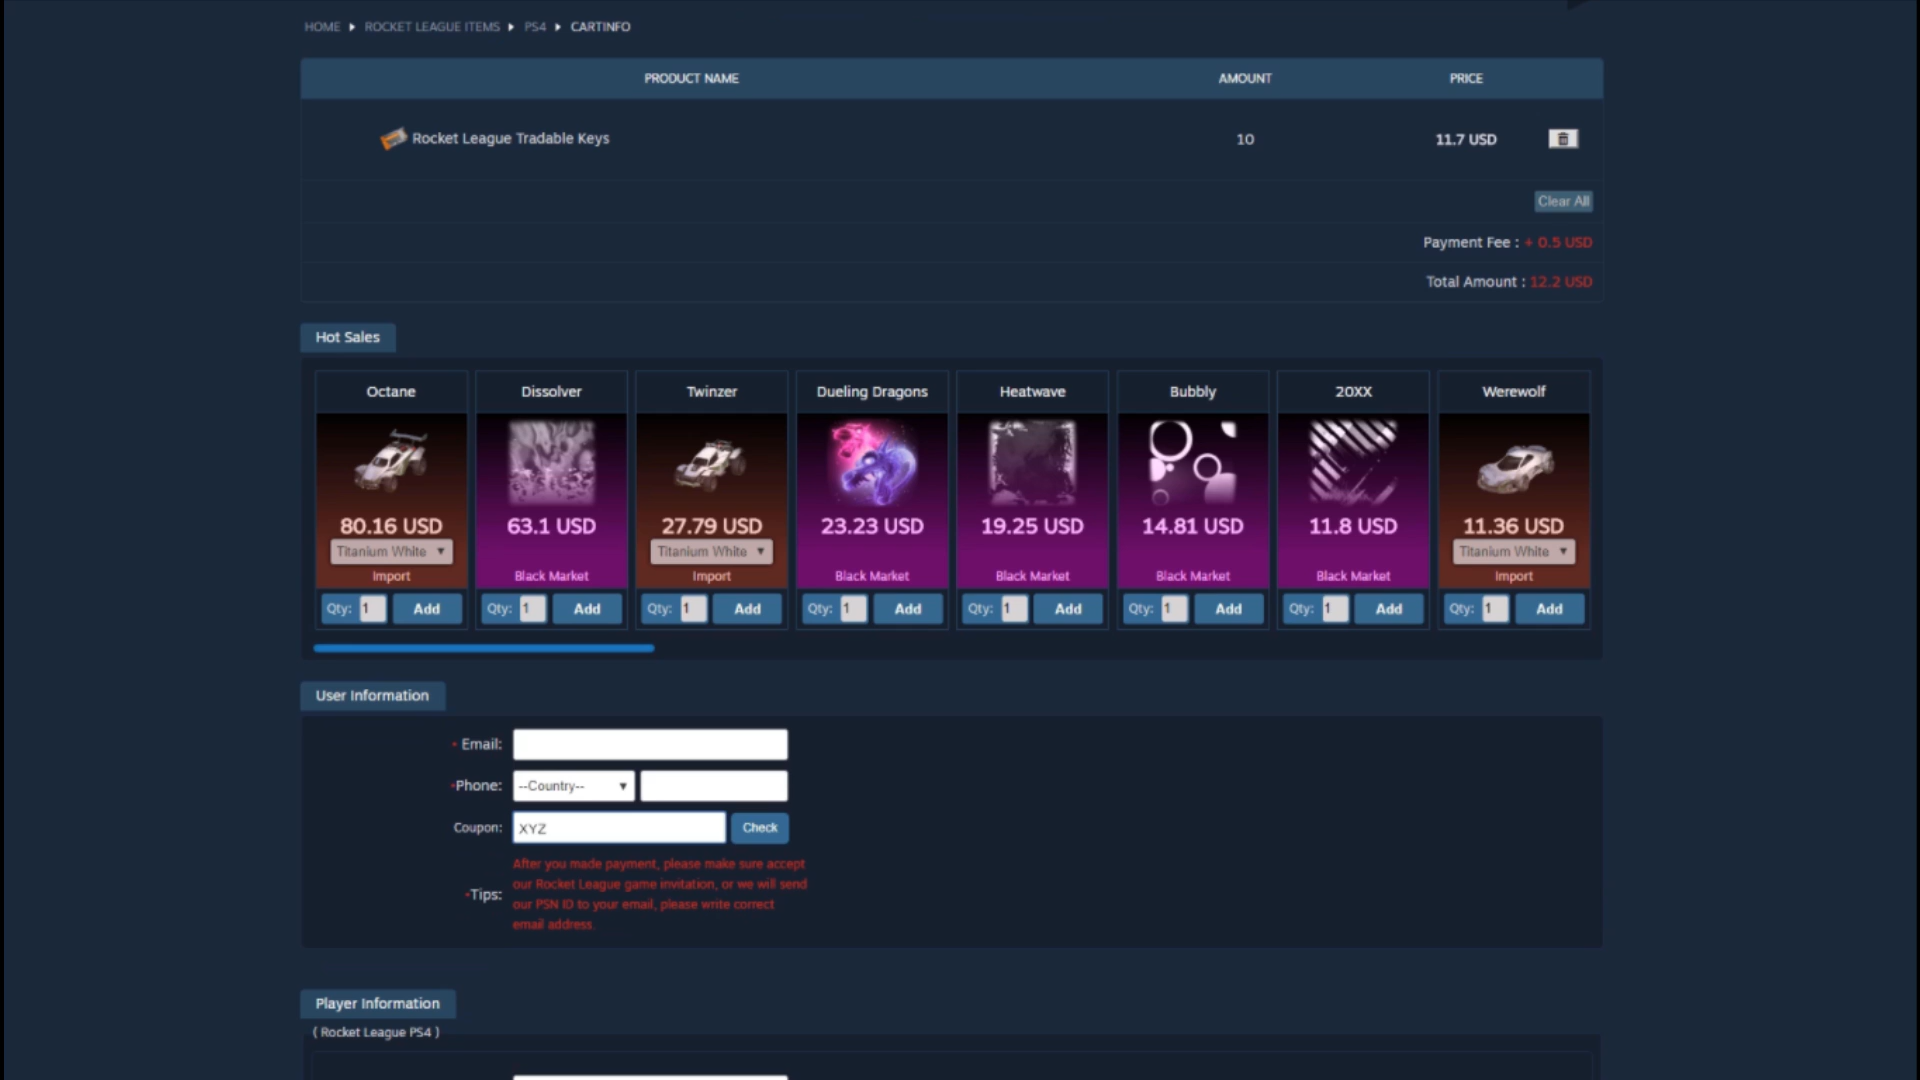 HOME ▸ ROCKET LEAGUE ITEMS ▸ PS4 ▸ CARTINFO
PRODUCT NAME AMOUNT PRICE
Rocket League Tradable Keys 10 11.7 USD
Clear All
Payment Fee : + 0.5 USD
Total Amount : 12.2 USD
Hot Sales
Octane Dissolver Twinzer Dueling Dragons Heatwave Bubbly 20XX Werewolf
80.16 USD 63.1 USD 27.79 USD 23.23 USD 19.25 USD 14.81 USD 11.8 USD 11.36 USD
Titanium White ▼ Titanium White ▼ Titanium White ▼
Import Black Market Import Black Market Black Market Black Market Black Market Import
Qty: 1 Add Qty: 1 Add Qty: 1 Add Qty: 1 Add Qty: 1 Add Qty: 1 Add Qty: 1 Add Qty: 1 Add
User Information
* Email:
*Phone: --Country-- ▼
Coupon: XYZ Check
*Tips: After you made payment, please make sure accept
our Rocket League game invitation, or we will send
our PSN ID to your email, please write correct
email address.
Player Information
( Rocket League PS4 )